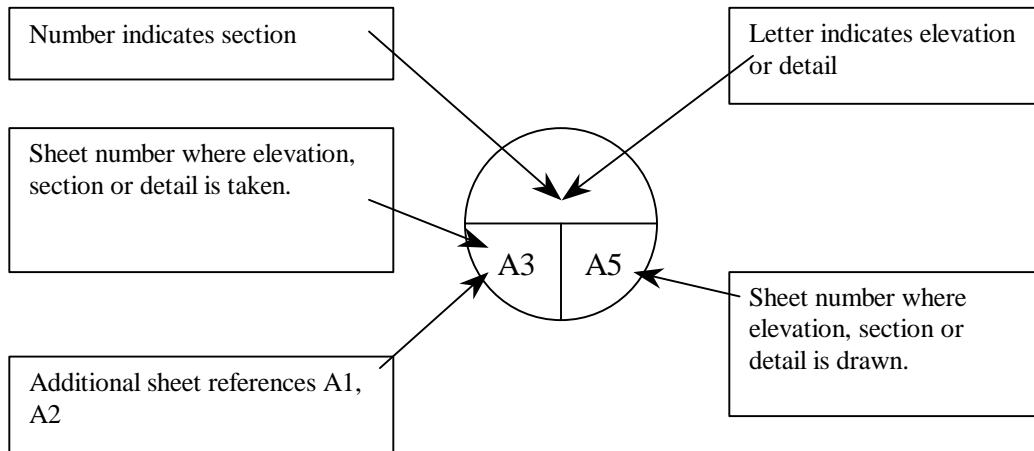 Number indicates section
Letter indicates elevation
or detail
Sheet number where elevation,
section or detail is taken.
A3
A5
Sheet number where
elevation, section or
detail is drawn.
Additional sheet references A1,
A2